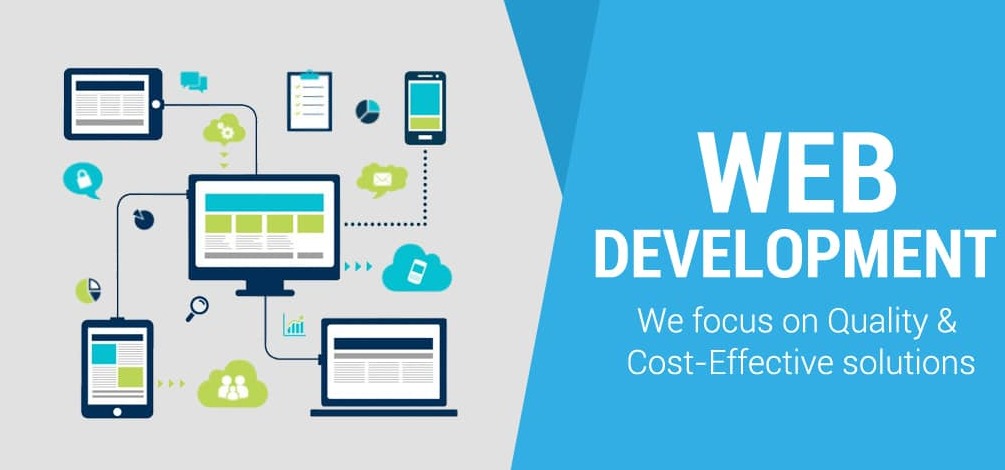 WEB
DEVELOPMENT
We focus on Quality &
Cost-Effective solutions